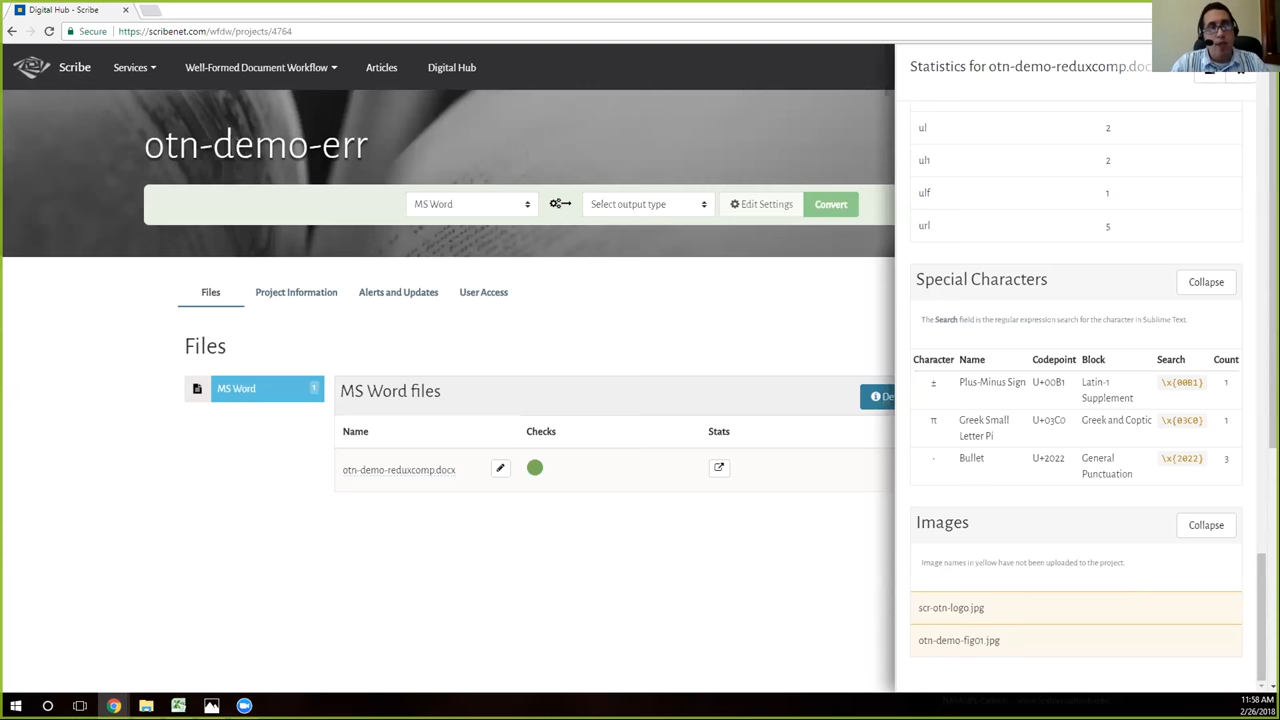 Digital Hub - Scribe
Secure https://scribenet.com/wfdw/projects/4764
Scribe Services Well-Formed Document Workflow Articles Digital Hub
otn-demo-err
MS Word Select output type Edit Settings Convert
Files Project Information Alerts and Updates User Access
Files
MS Word 1
MS Word files
Name Checks Stats
otn-demo-reduxcomp.docx
Statistics for otn-demo-reduxcomp.doc
ul 2
ul1 2
ulf 1
url 5
Special Characters Collapse
The Search field is the regular expression search for the character in Sublime Text.
Character Name Codepoint Block Search Count
± Plus-Minus Sign U+00B1 Latin-1 Supplement \x{00B1} 1
π Greek Small Letter Pi U+03C0 Greek and Coptic \x{03C0} 1
· Bullet U+2022 General Punctuation \x{2022} 3
Images Collapse
Image names in yellow have not been uploaded to the project.
scr-otn-logo.jpg
otn-demo-fig01.jpg
11:58 AM
2/26/2018